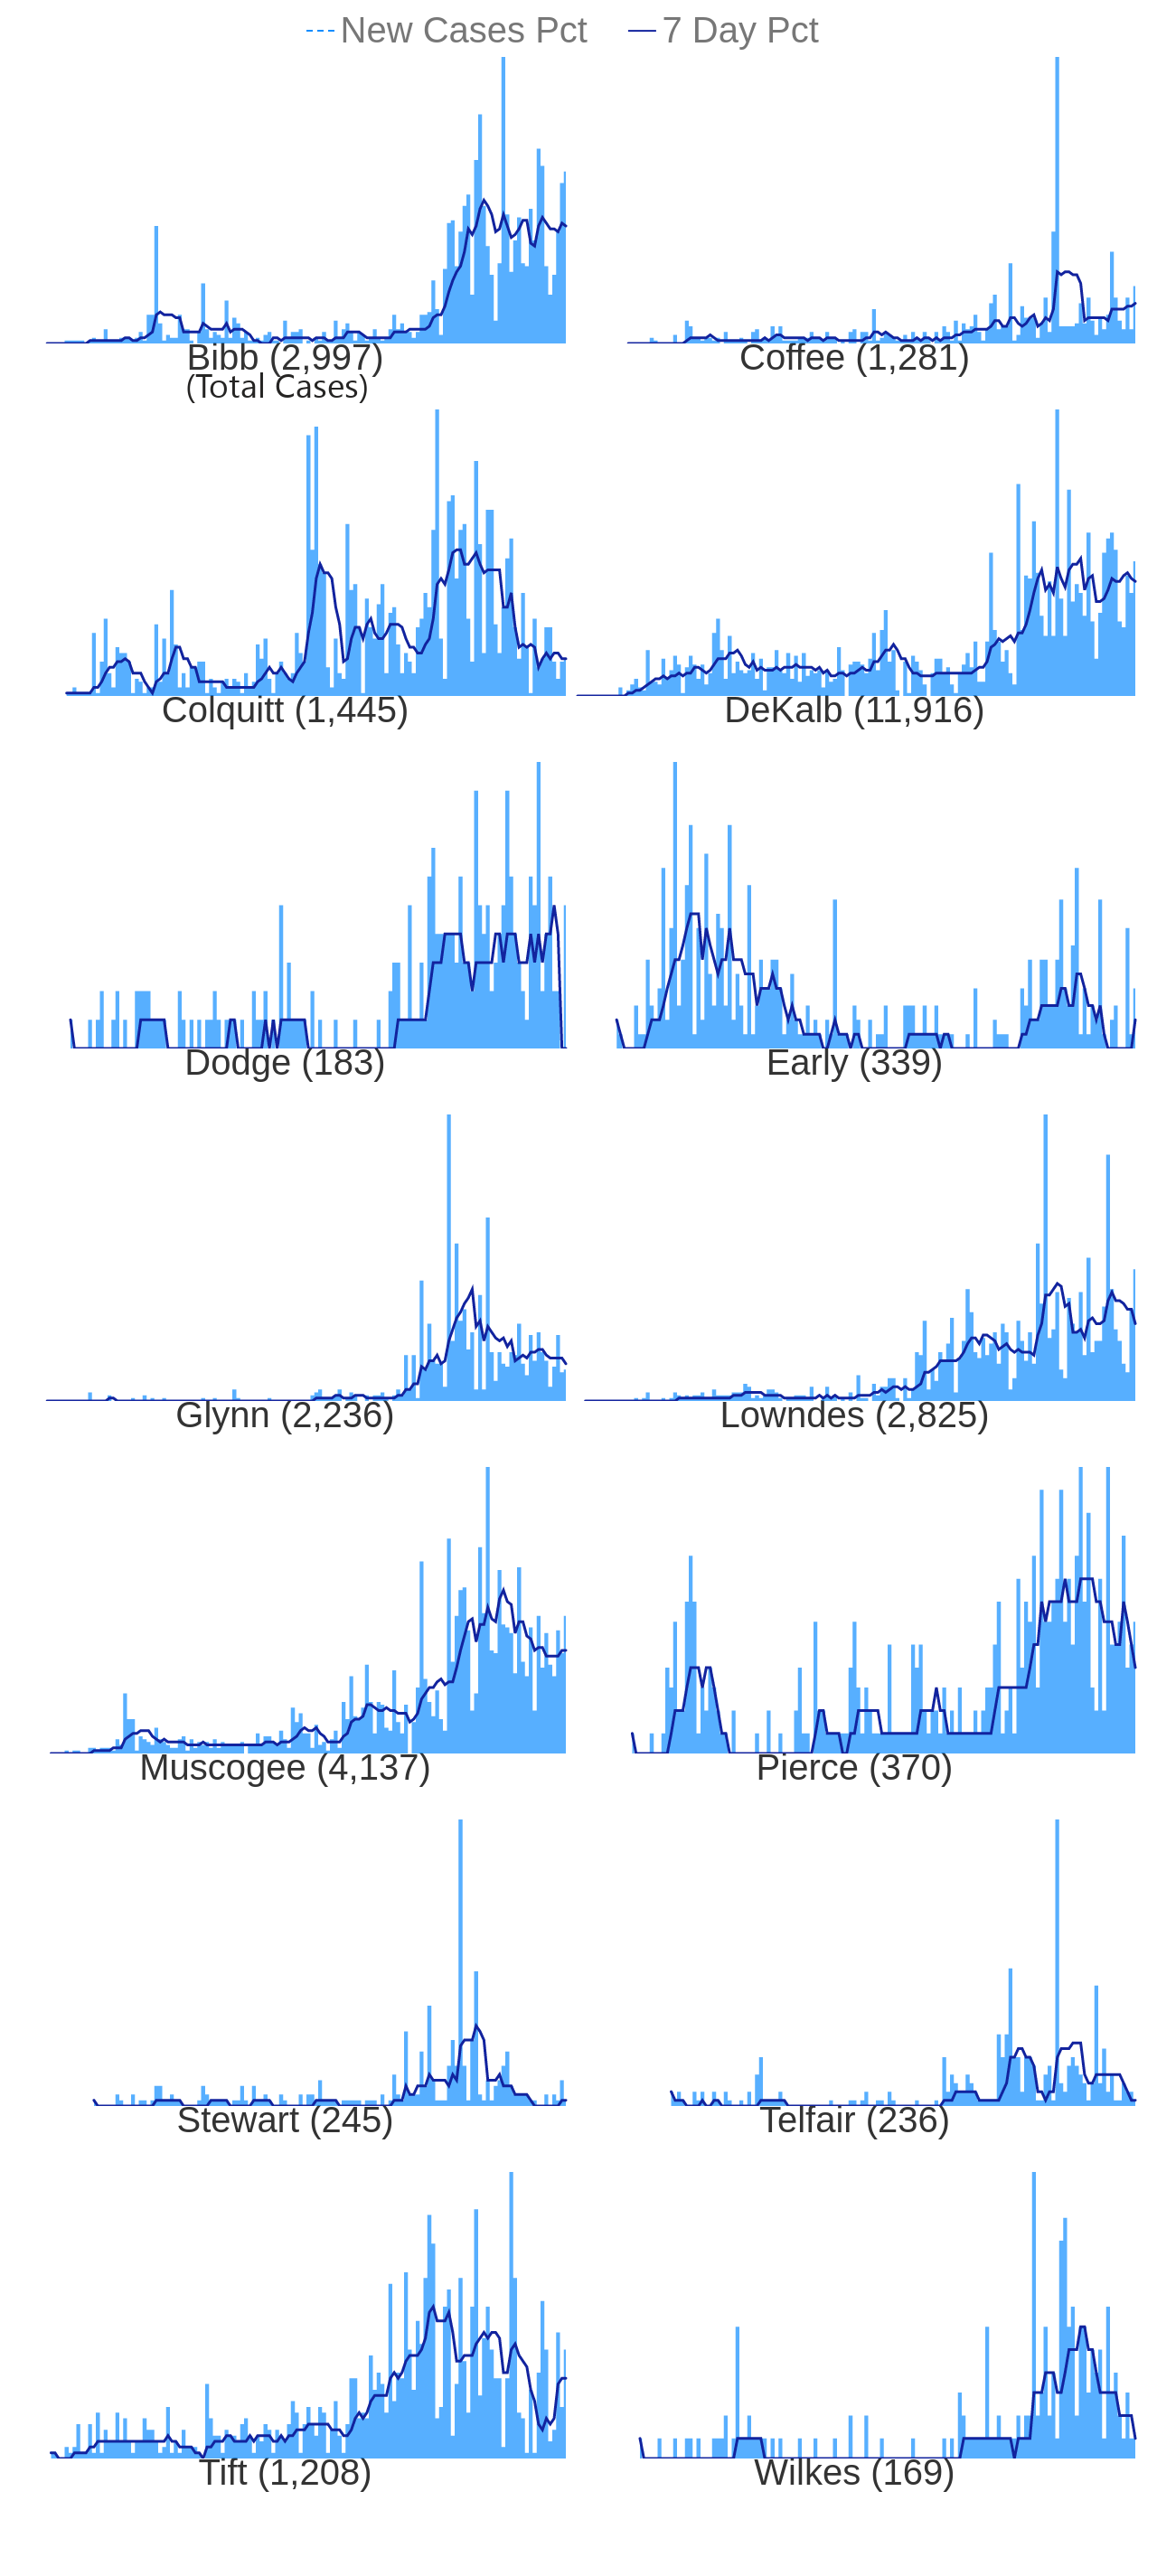 New Cases Pct 7 Day Pct
Bibb (2,997) Coffee (1,281)
(Total Cases)
Colquitt (1,445) DeKalb (11,916)
Dodge (183) Early (339)
Glynn (2,236) Lowndes (2,825)
Muscogee (4,137) Pierce (370)
Stewart (245) Telfair (236)
Tift (1,208) Wilkes (169)